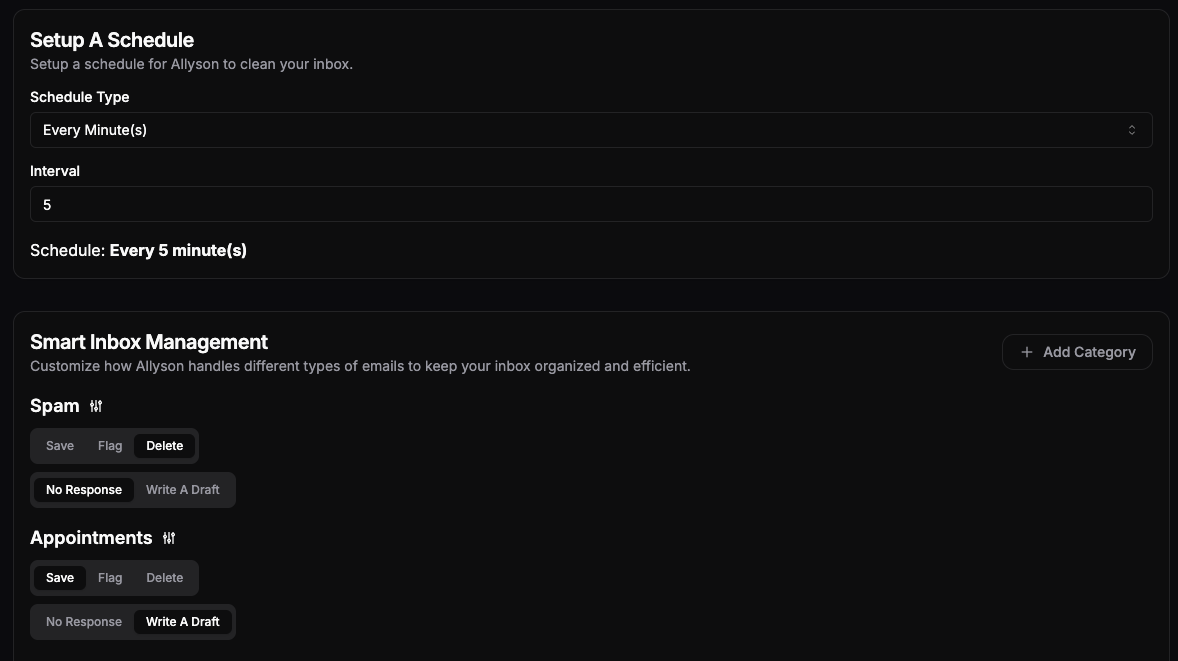 Setup A Schedule
Setup a schedule for Allyson to clean your inbox.
Schedule Type
Every Minute(s)
Interval
5
Schedule: Every 5 minute(s)
Smart Inbox Management
Customize how Allyson handles different types of emails to keep your inbox organized and efficient.
Add Category
Spam
Save Flag Delete
No Response Write A Draft
Appointments
Save Flag Delete
No Response Write A Draft